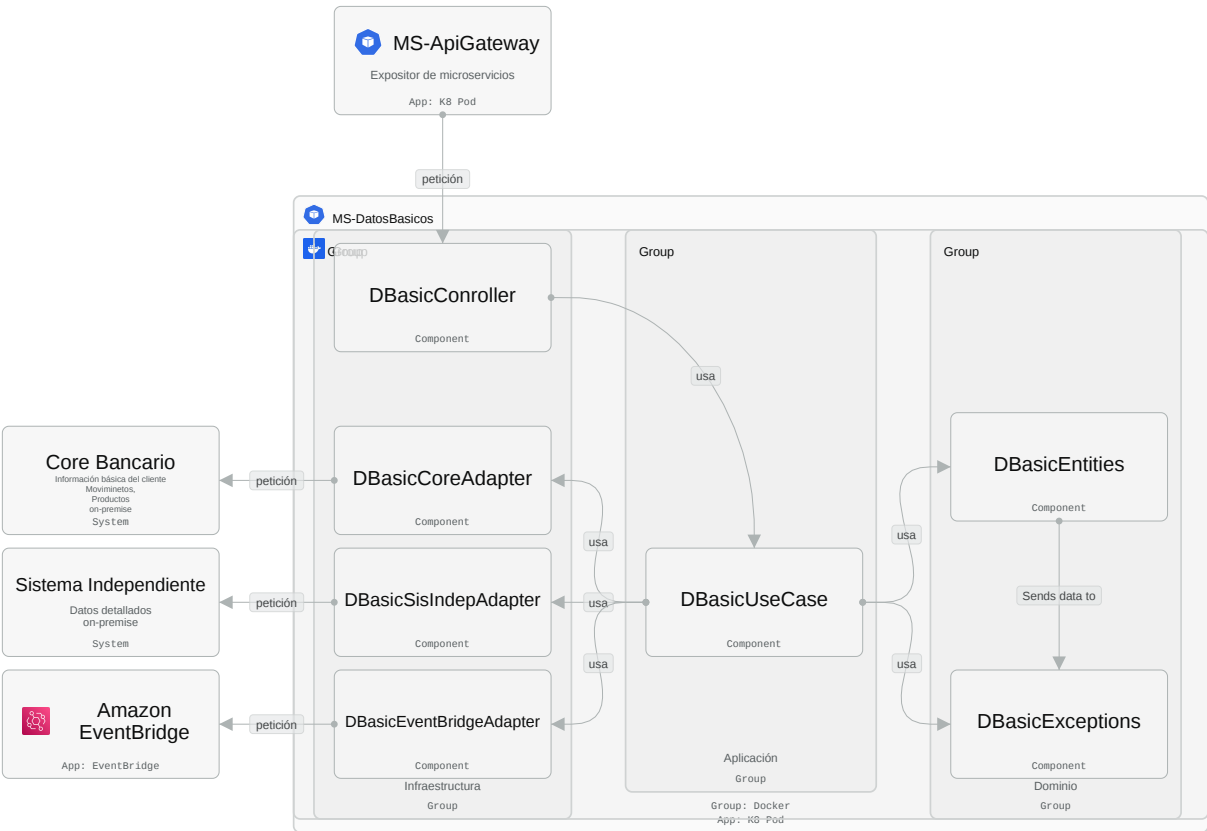 MS-ApiGateway
Expositor de microservicios
App: K8 Pod
petición
MS-DatosBasicos
Group
Group
Group
DBasicConroller
Component
usa
Core Bancario
Información básica del cliente
Moviminetos,
Productos
on-premise
System
petición
DBasicCoreAdapter
Component
usa
DBasicEntities
Component
usa
Sistema Independiente
Datos detallados
on-premise
System
petición
DBasicSisIndepAdapter
Component
usa
DBasicUseCase
Component
Sends data to
usa
usa
Amazon
EventBridge
App: EventBridge
petición
DBasicEventBridgeAdapter
Component
Infraestructura
Group
Aplicación
Group
DBasicExceptions
Component
Dominio
Group
Group: Docker
App: K8 Pod